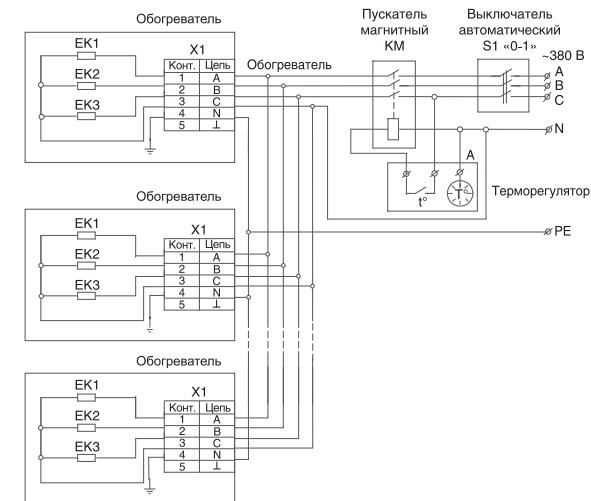 Обогреватель
EK1
EK2
EK3
X1
Конт. Цепь
1 A
2 B
3 C
4 N
5 ⊥
Обогреватель
Пускатель
магнитный
КМ
Выключатель
автоматический
S1 «0-1»
~380 В
A
B
C
N
A
t°
T°
Терморегулятор
PE
Обогреватель
EK1
EK2
EK3
X1
Конт. Цепь
1 A
2 B
3 C
4 N
5 ⊥
Обогреватель
EK1
EK2
EK3
X1
Конт. Цепь
1 A
2 B
3 C
4 N
5 ⊥